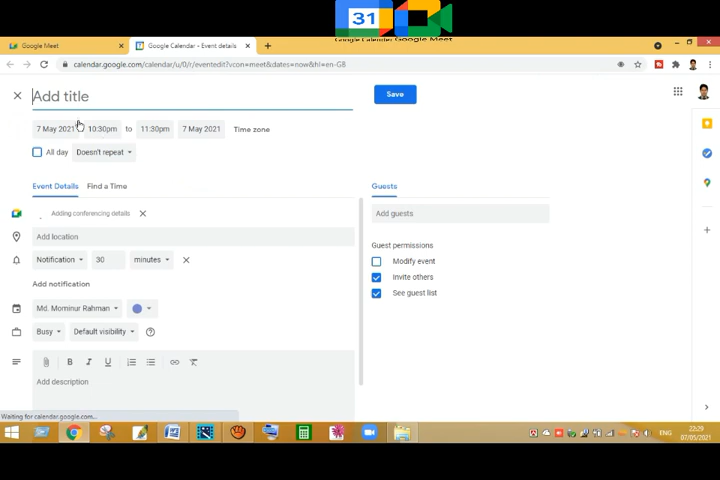 31
Google Calendar Google Meet
Google Meet
Google Calendar - Event details
calendar.google.com/calendar/u/0/r/eventedit?vcon=meet&dates=now&hl=en-GB
Add title
Save
7 May 2021 10:30pm to 11:30pm 7 May 2021 Time zone
All day Doesn't repeat
Event Details Find a Time
Guests
Adding conferencing details
Add guests
Add location
Guest permissions
Notification 30 minutes
Modify event
Invite others
Add notification
See guest list
Md. Mominur Rahman
Busy Default visibility
B I U
Add description
Waiting for calendar.google.com...
ENG
22:29
07/05/2021